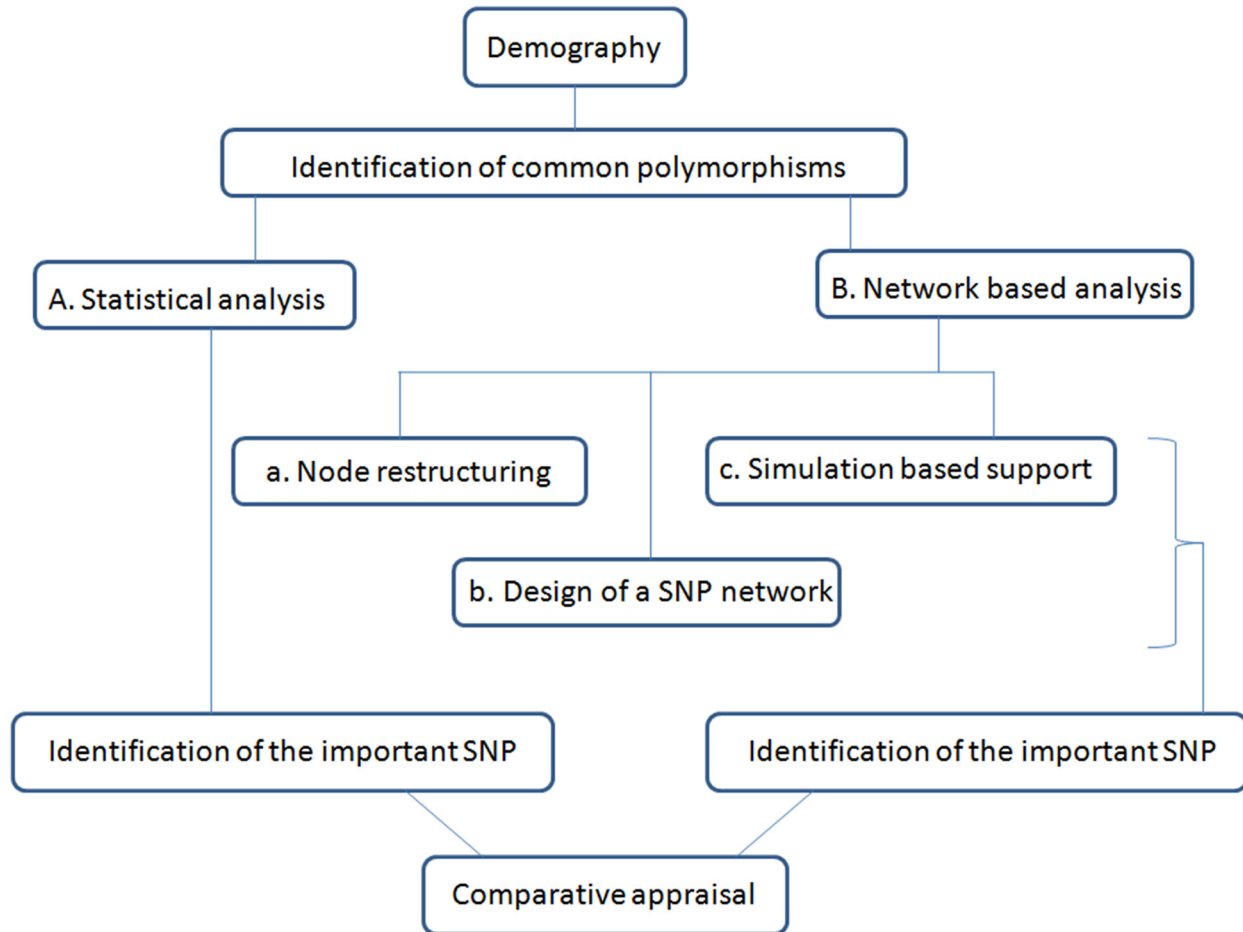 Demography
Identification of common polymorphisms
A. Statistical analysis
B. Network based analysis
a. Node restructuring
c. Simulation based support
b. Design of a SNP network
Identification of the important SNP
Identification of the important SNP
Comparative appraisal